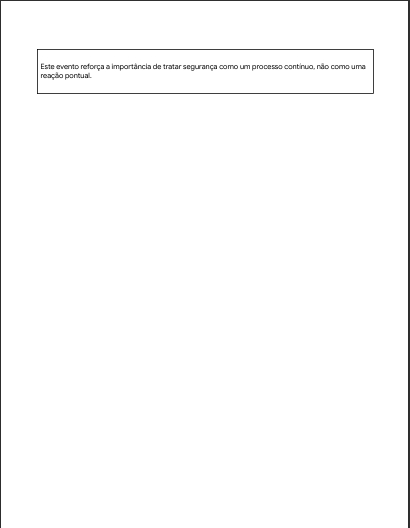 Este evento reforça a importância de tratar segurança como um processo contínuo, não como uma
reação pontual.